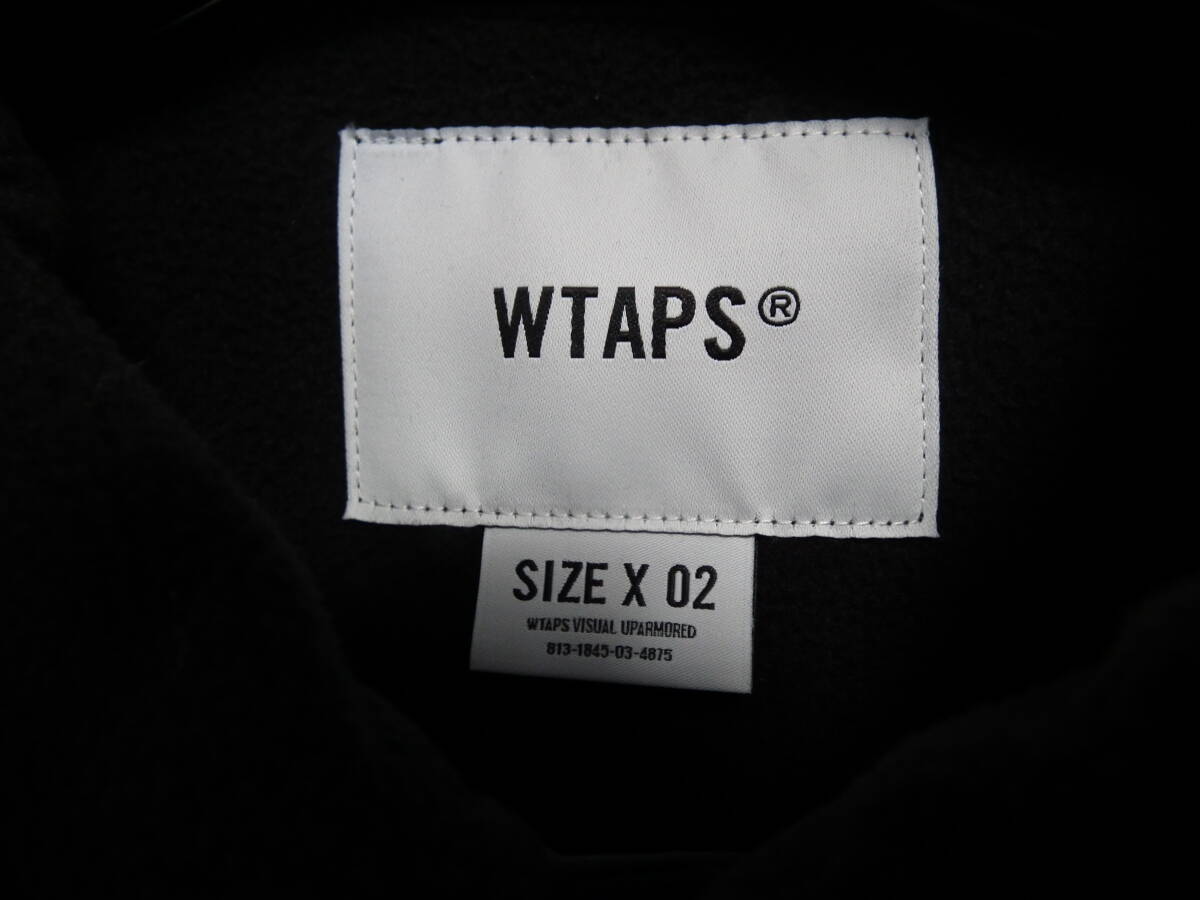 WTAPS®
SIZE X 02
WTAPS VISUAL UPARMORED
813-1845-03-4875